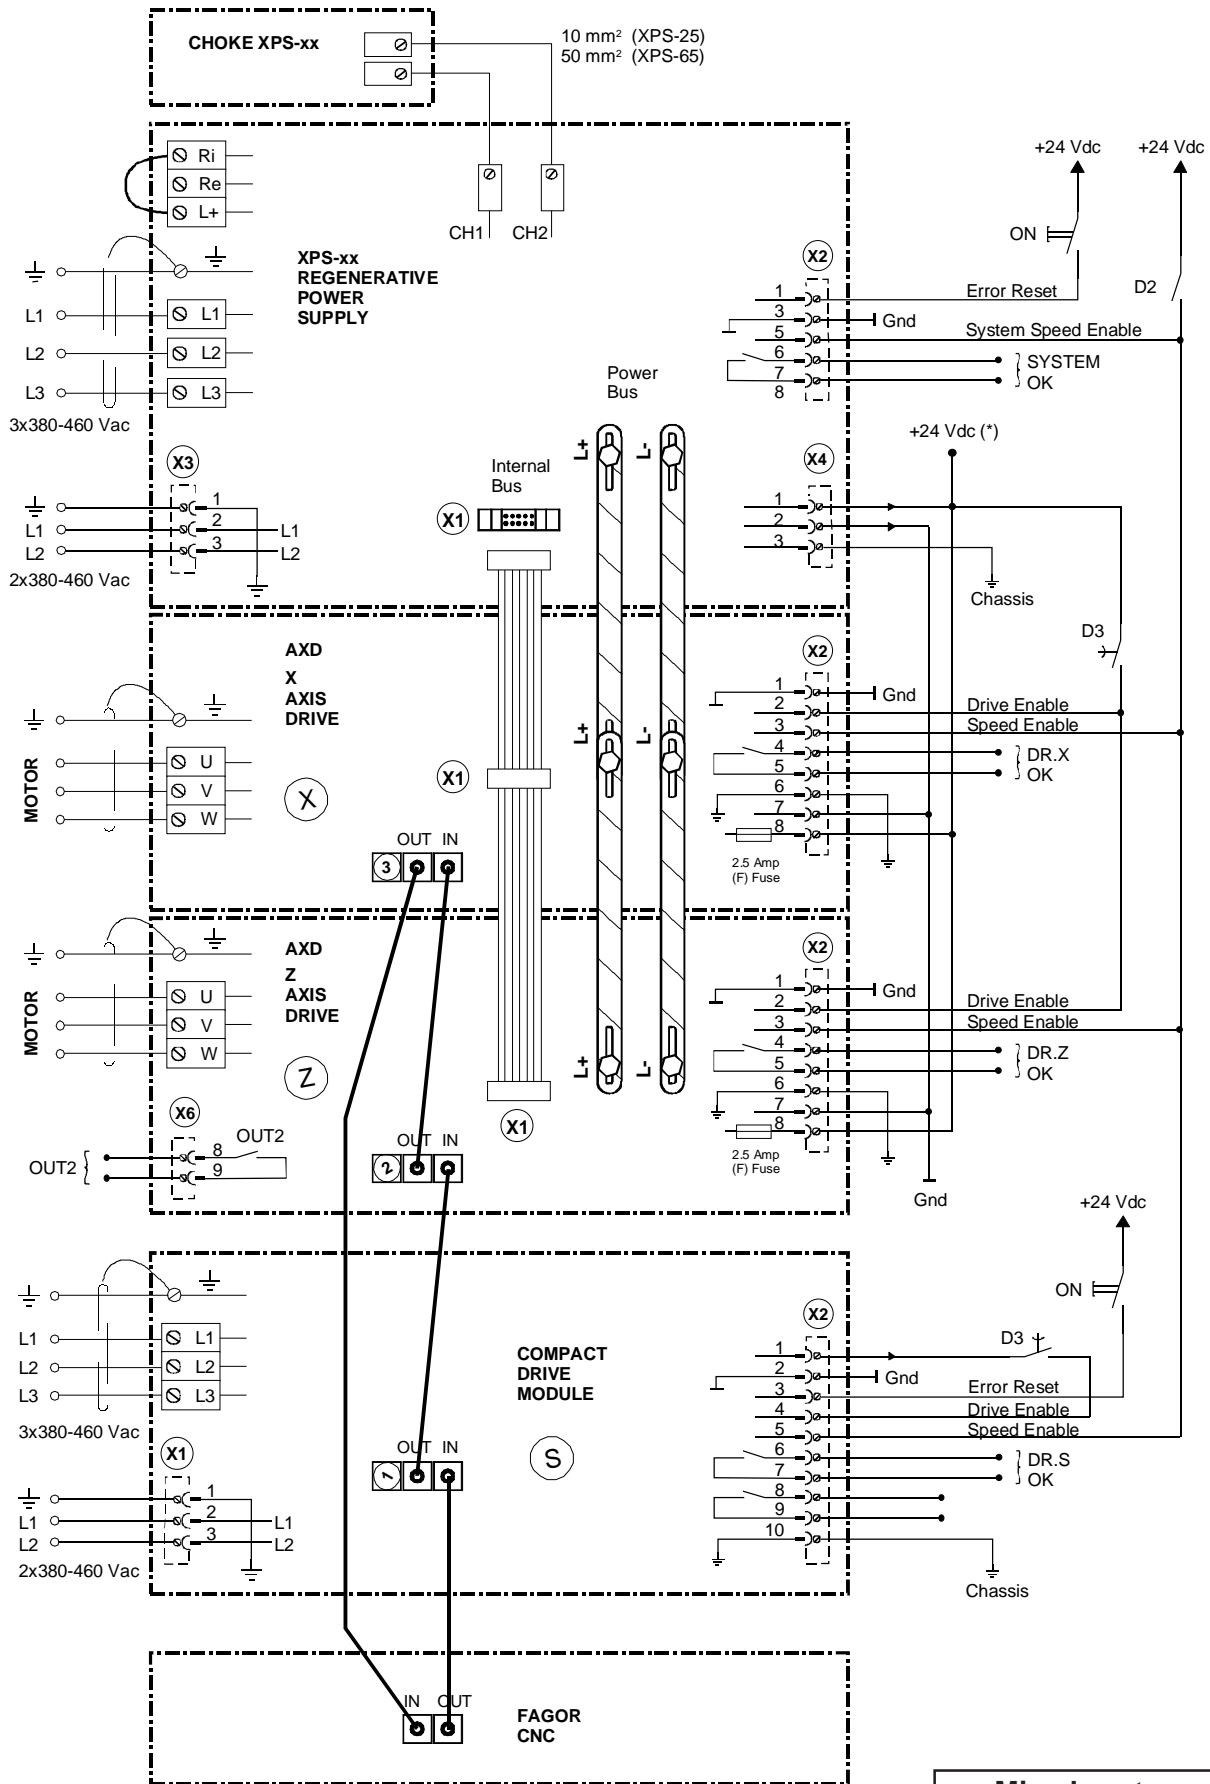 CHOKE XPS-xx
10 mm² (XPS-25)
50 mm² (XPS-65)
Ri
Re
L+
CH1
CH2
+24 Vdc
+24 Vdc
ON
D2
XPS-xx
REGENERATIVE
POWER
SUPPLY
L1
L1
L2
L2
L3
L3
3x380-460 Vac
X2
1
3
5
6
7
8
Error Reset
Gnd
System Speed Enable
SYSTEM
OK
Power
Bus
+24 Vdc (*)
X3
1
2
3
L1
L2
L1
L2
2x380-460 Vac
Internal
Bus
X1
L+
L-
X4
1
2
3
Chassis
D3
AXD
X
AXIS
DRIVE
MOTOR
U
V
W
X
X1
L+
L-
OUT IN
3
X2
1
2
3
4
5
6
7
8
Gnd
Drive Enable
Speed Enable
DR.X
OK
2.5 Amp
(F) Fuse
AXD
Z
AXIS
DRIVE
MOTOR
U
V
W
Z
L+
L-
X1
X6
8
9
OUT2
OUT2
OUT IN
2
X2
1
2
3
4
5
6
7
8
Gnd
Drive Enable
Speed Enable
DR.Z
OK
2.5 Amp
(F) Fuse
Gnd
+24 Vdc
ON
D3
L1
L1
L2
L2
L3
L3
3x380-460 Vac
COMPACT
DRIVE
MODULE
S
OUT IN
1
X1
1
2
3
L1
L2
L1
L2
2x380-460 Vac
X2
1
2
3
4
5
6
7
8
9
10
Gnd
Error Reset
Drive Enable
Speed Enable
DR.S
OK
Chassis
IN OUT
FAGOR
CNC